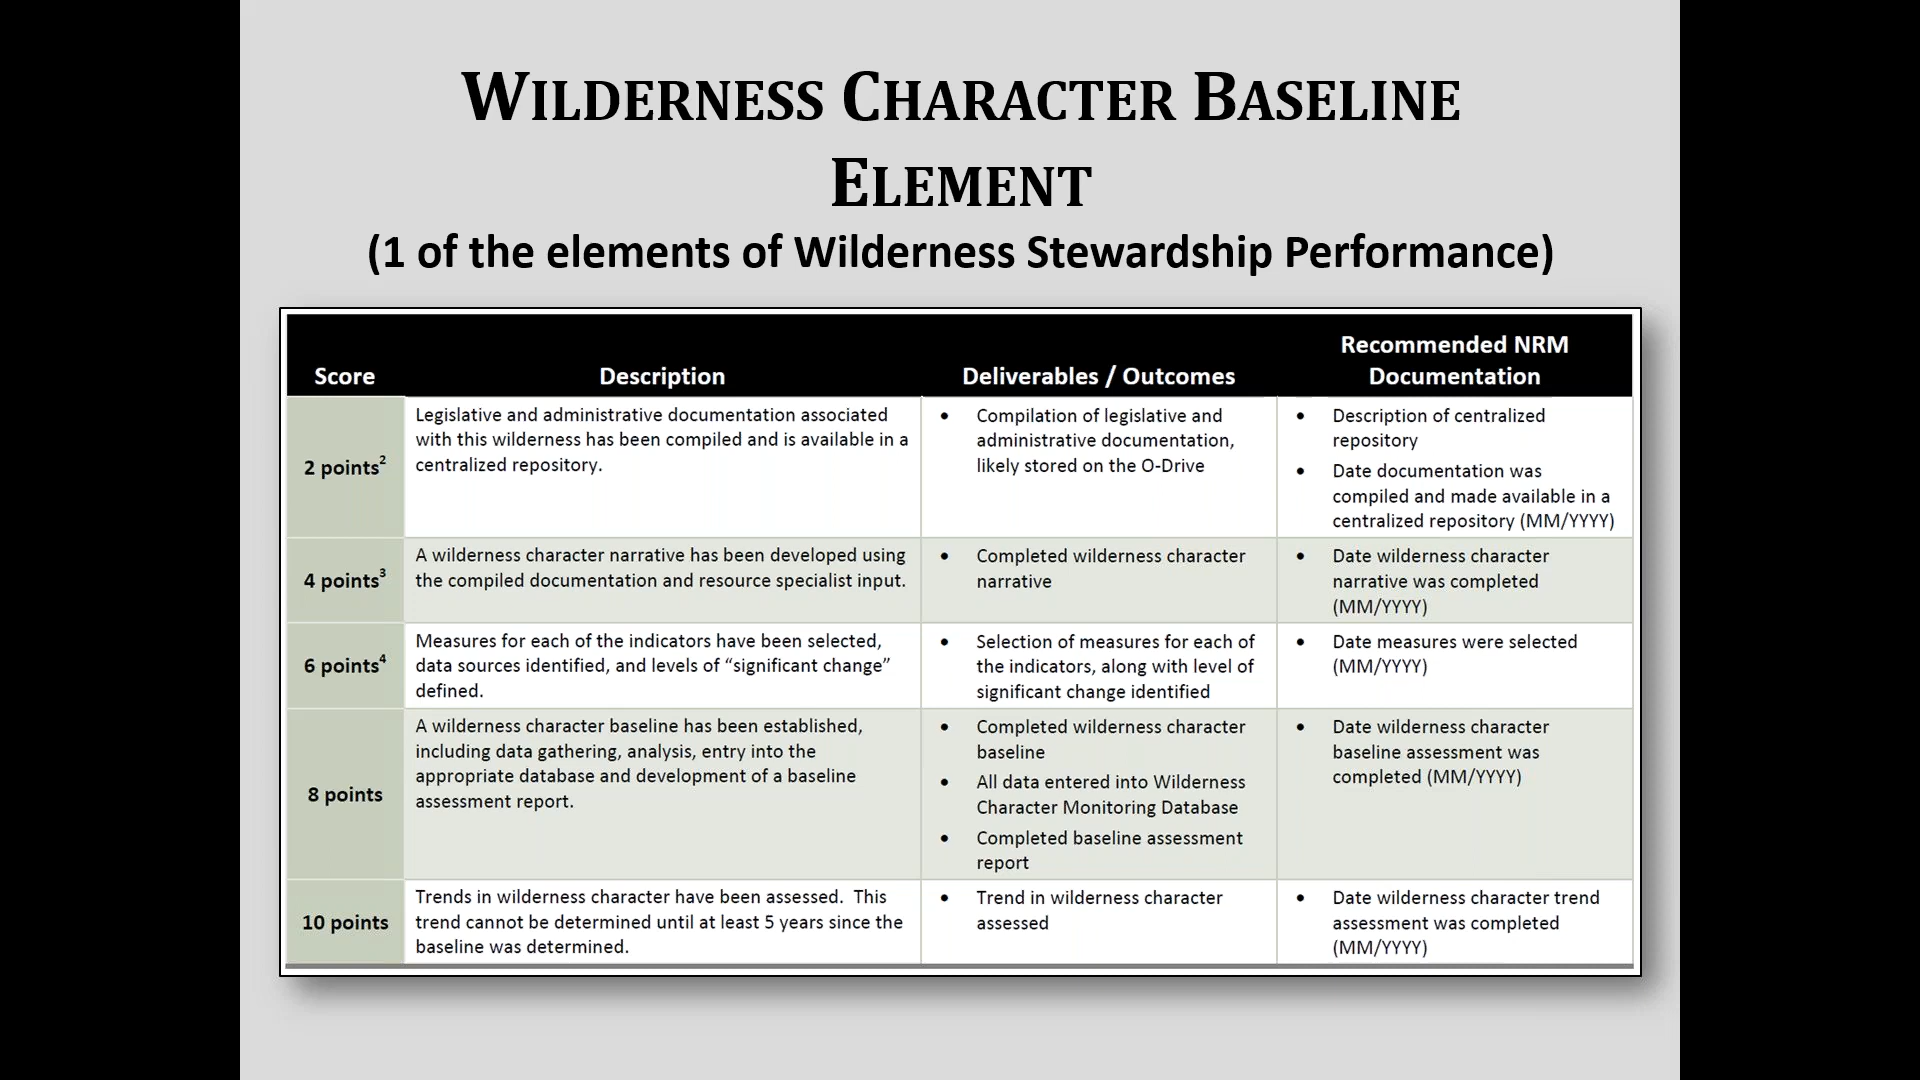 WILDERNESS CHARACTER BASELINE
ELEMENT
(1 of the elements of Wilderness Stewardship Performance)
Score
Description
Deliverables / Outcomes
Recommended NRM
Documentation
2 points²
Legislative and administrative documentation associated
with this wilderness has been compiled and is available in a
centralized repository.
• Compilation of legislative and
administrative documentation,
likely stored on the O-Drive
• Description of centralized
repository
• Date documentation was
compiled and made available in a
centralized repository (MM/YYYY)
4 points³
A wilderness character narrative has been developed using
the compiled documentation and resource specialist input.
• Completed wilderness character
narrative
• Date wilderness character
narrative was completed
(MM/YYYY)
6 points⁴
Measures for each of the indicators have been selected,
data sources identified, and levels of “significant change”
defined.
• Selection of measures for each of
the indicators, along with level of
significant change identified
• Date measures were selected
(MM/YYYY)
8 points
A wilderness character baseline has been established,
including data gathering, analysis, entry into the
appropriate database and development of a baseline
assessment report.
• Completed wilderness character
baseline
• All data entered into Wilderness
Character Monitoring Database
• Completed baseline assessment
report
• Date wilderness character
baseline assessment was
completed (MM/YYYY)
10 points
Trends in wilderness character have been assessed.  This
trend cannot be determined until at least 5 years since the
baseline was determined.
• Trend in wilderness character
assessed
• Date wilderness character trend
assessment was completed
(MM/YYYY)